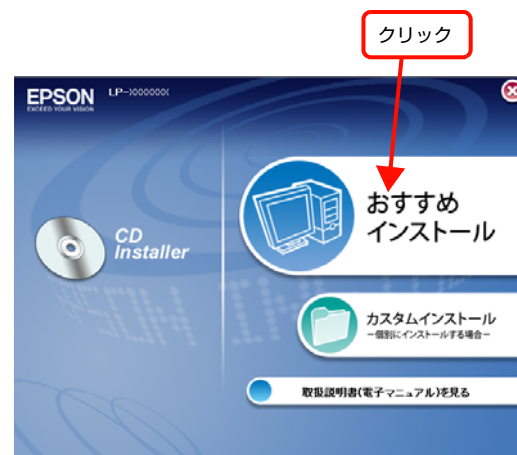 クリック
EPSON
EXCEED YOUR VISION
LP-XXXXXXX
おすすめ
インストール
CD
Installer
カスタムインストール
－個別にインストールする場合－
取扱説明書(電子マニュアル)を見る